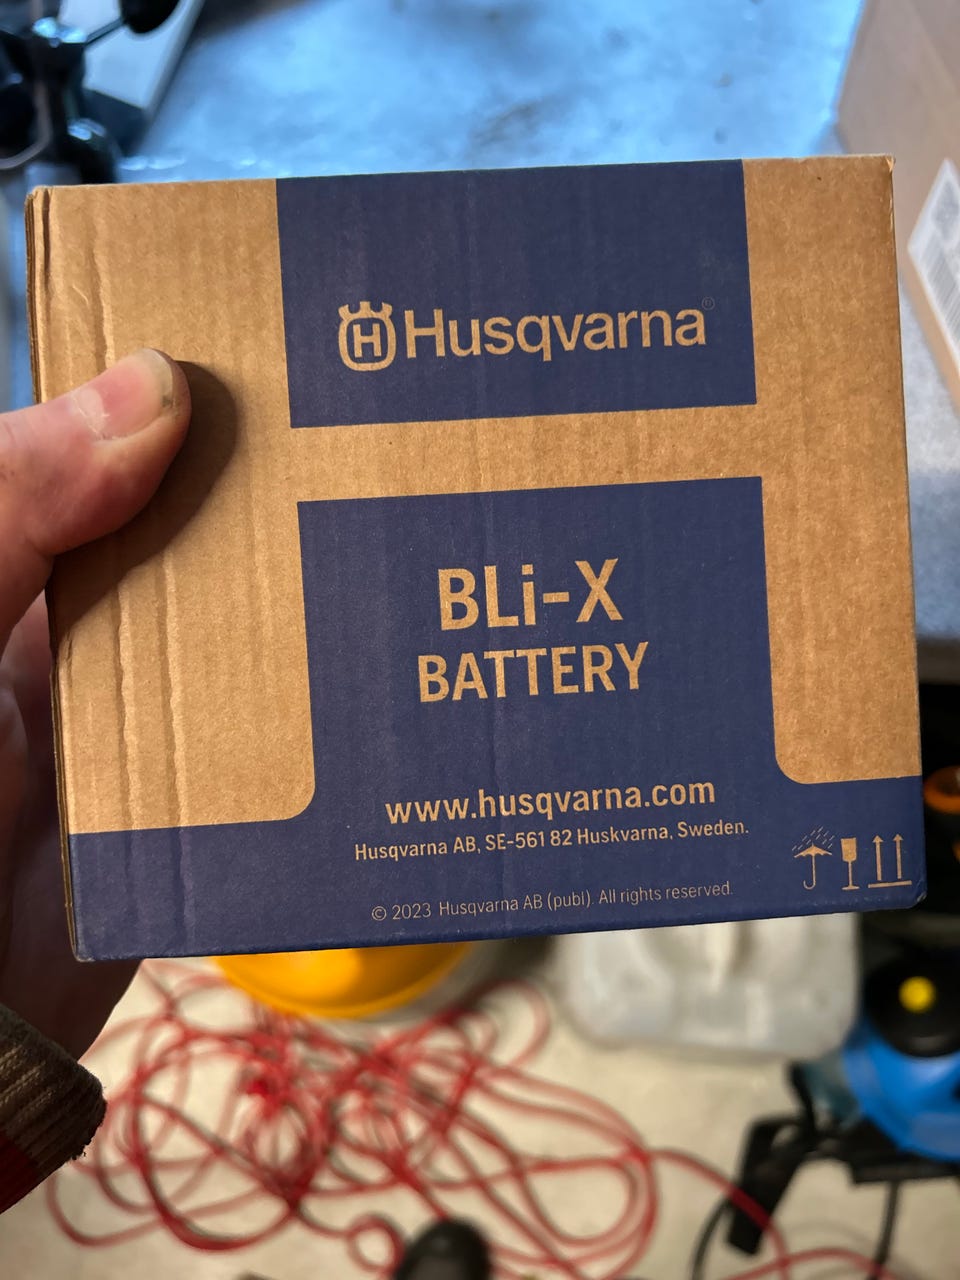 H Husqvarna®
BLi-X
BATTERY
www.husqvarna.com
Husqvarna AB, SE-561 82 Huskvarna, Sweden.
© 2023 Husqvarna AB (publ). All rights reserved.